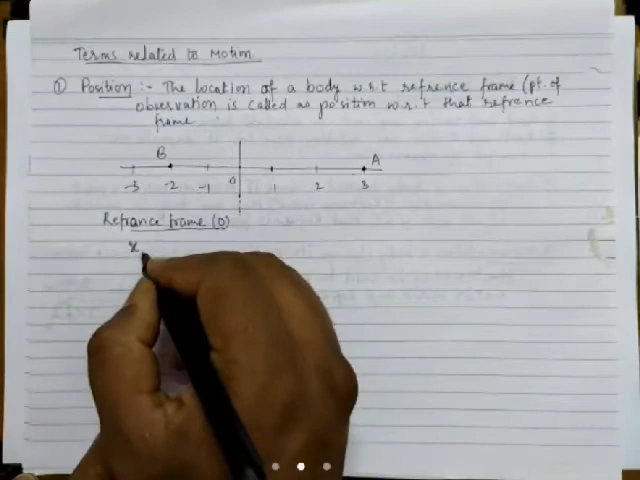 Terms related to Motion
① Position :- The location of a body w.r.t refrence frame (pt. of
observation is called as position w.r.t that refrence
frame
B A
-3 -2 -1 0 1 2 3
Refrance frame (0)
x